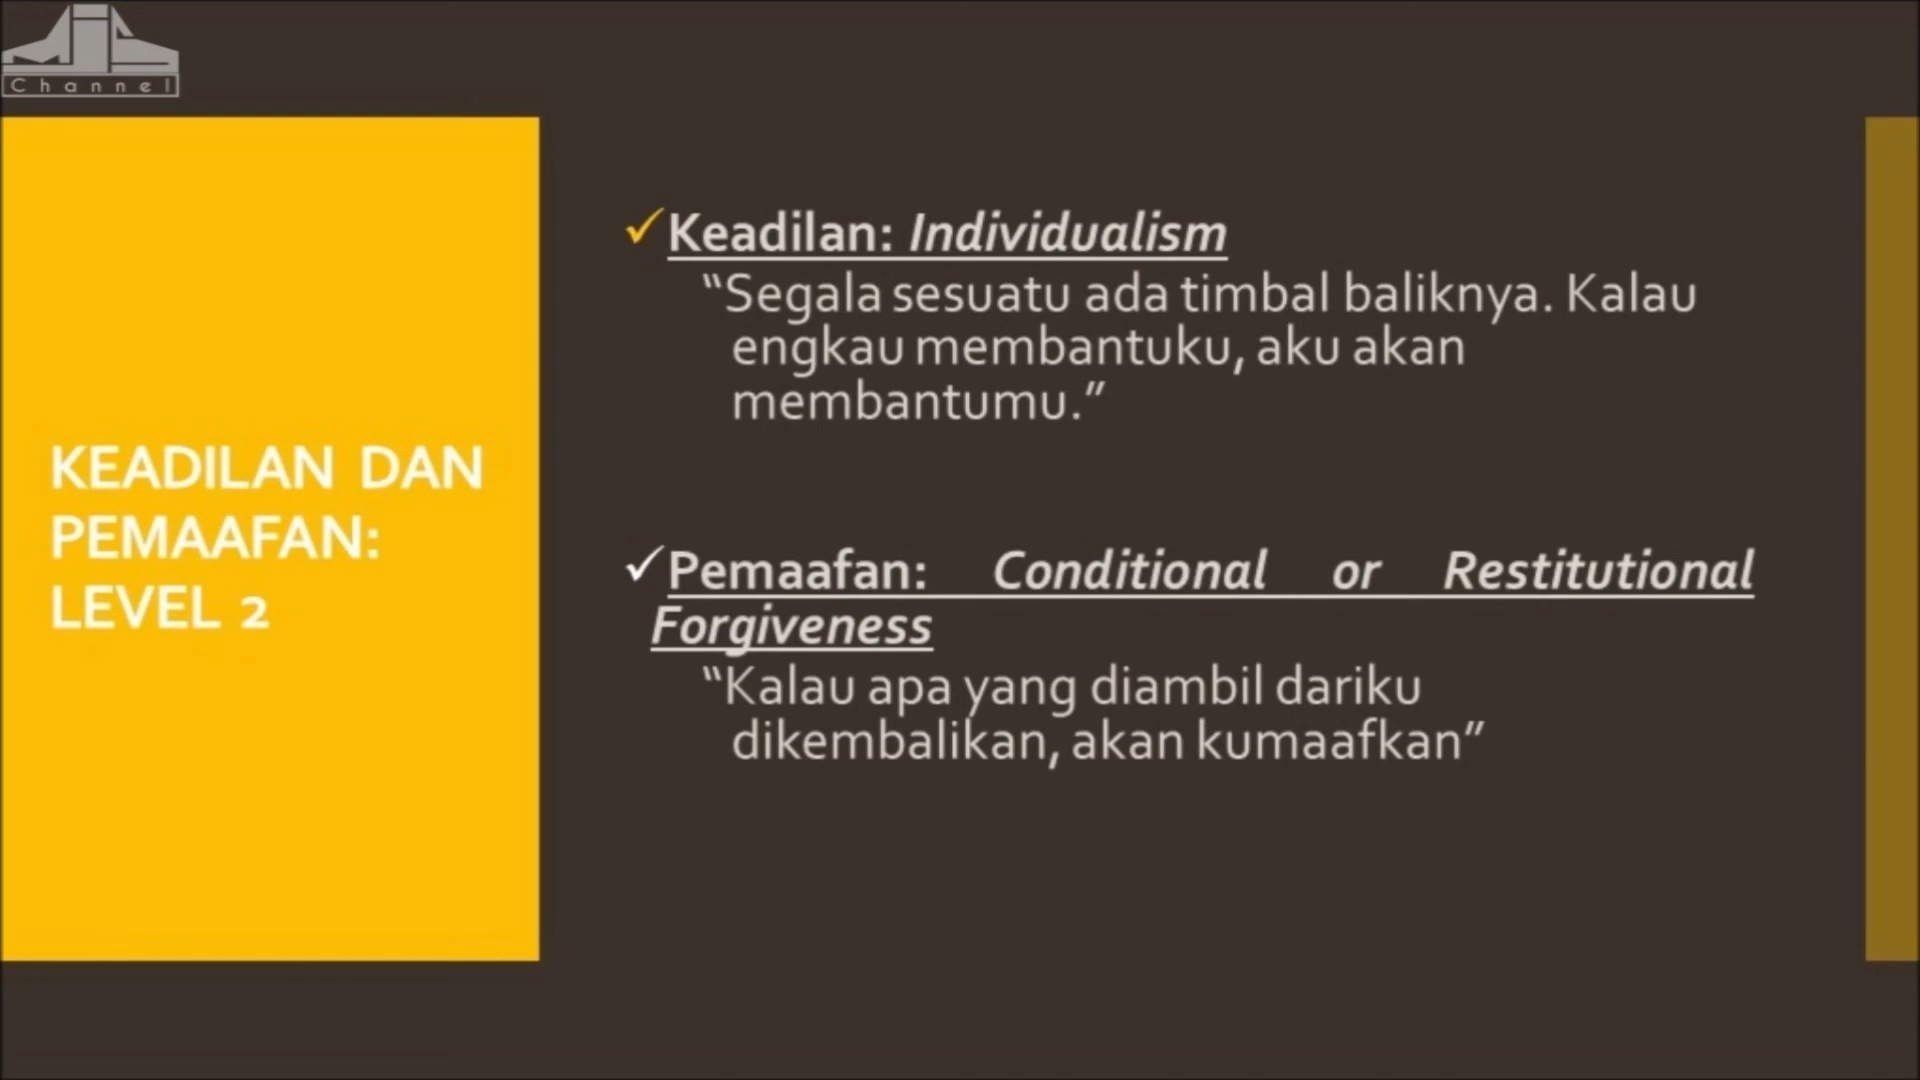 MJS
Channel
KEADILAN DAN
PEMAAFAN:
LEVEL 2
✓Keadilan: Individualism
“Segala sesuatu ada timbal baliknya. Kalau
engkau membantuku, aku akan
membantumu.”
✓Pemaafan: Conditional or Restitutional
Forgiveness
“Kalau apa yang diambil dariku
dikembalikan, akan kumaafkan”